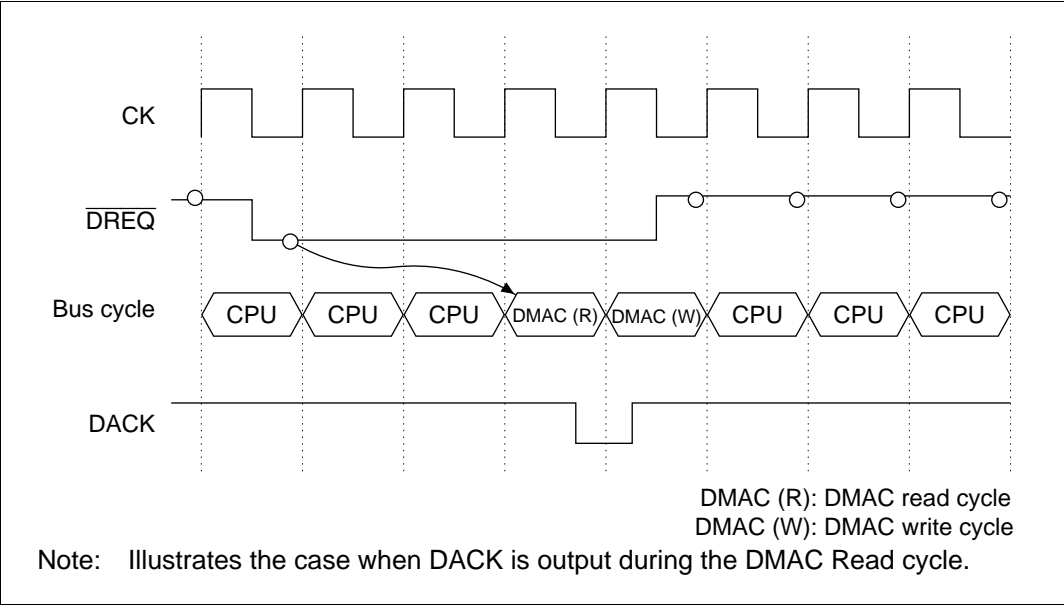 CK
DREQ
Bus cycle CPU CPU CPU DMAC (R) DMAC (W) CPU CPU CPU
DACK
DMAC (R): DMAC read cycle
DMAC (W): DMAC write cycle
Note: Illustrates the case when DACK is output during the DMAC Read cycle.